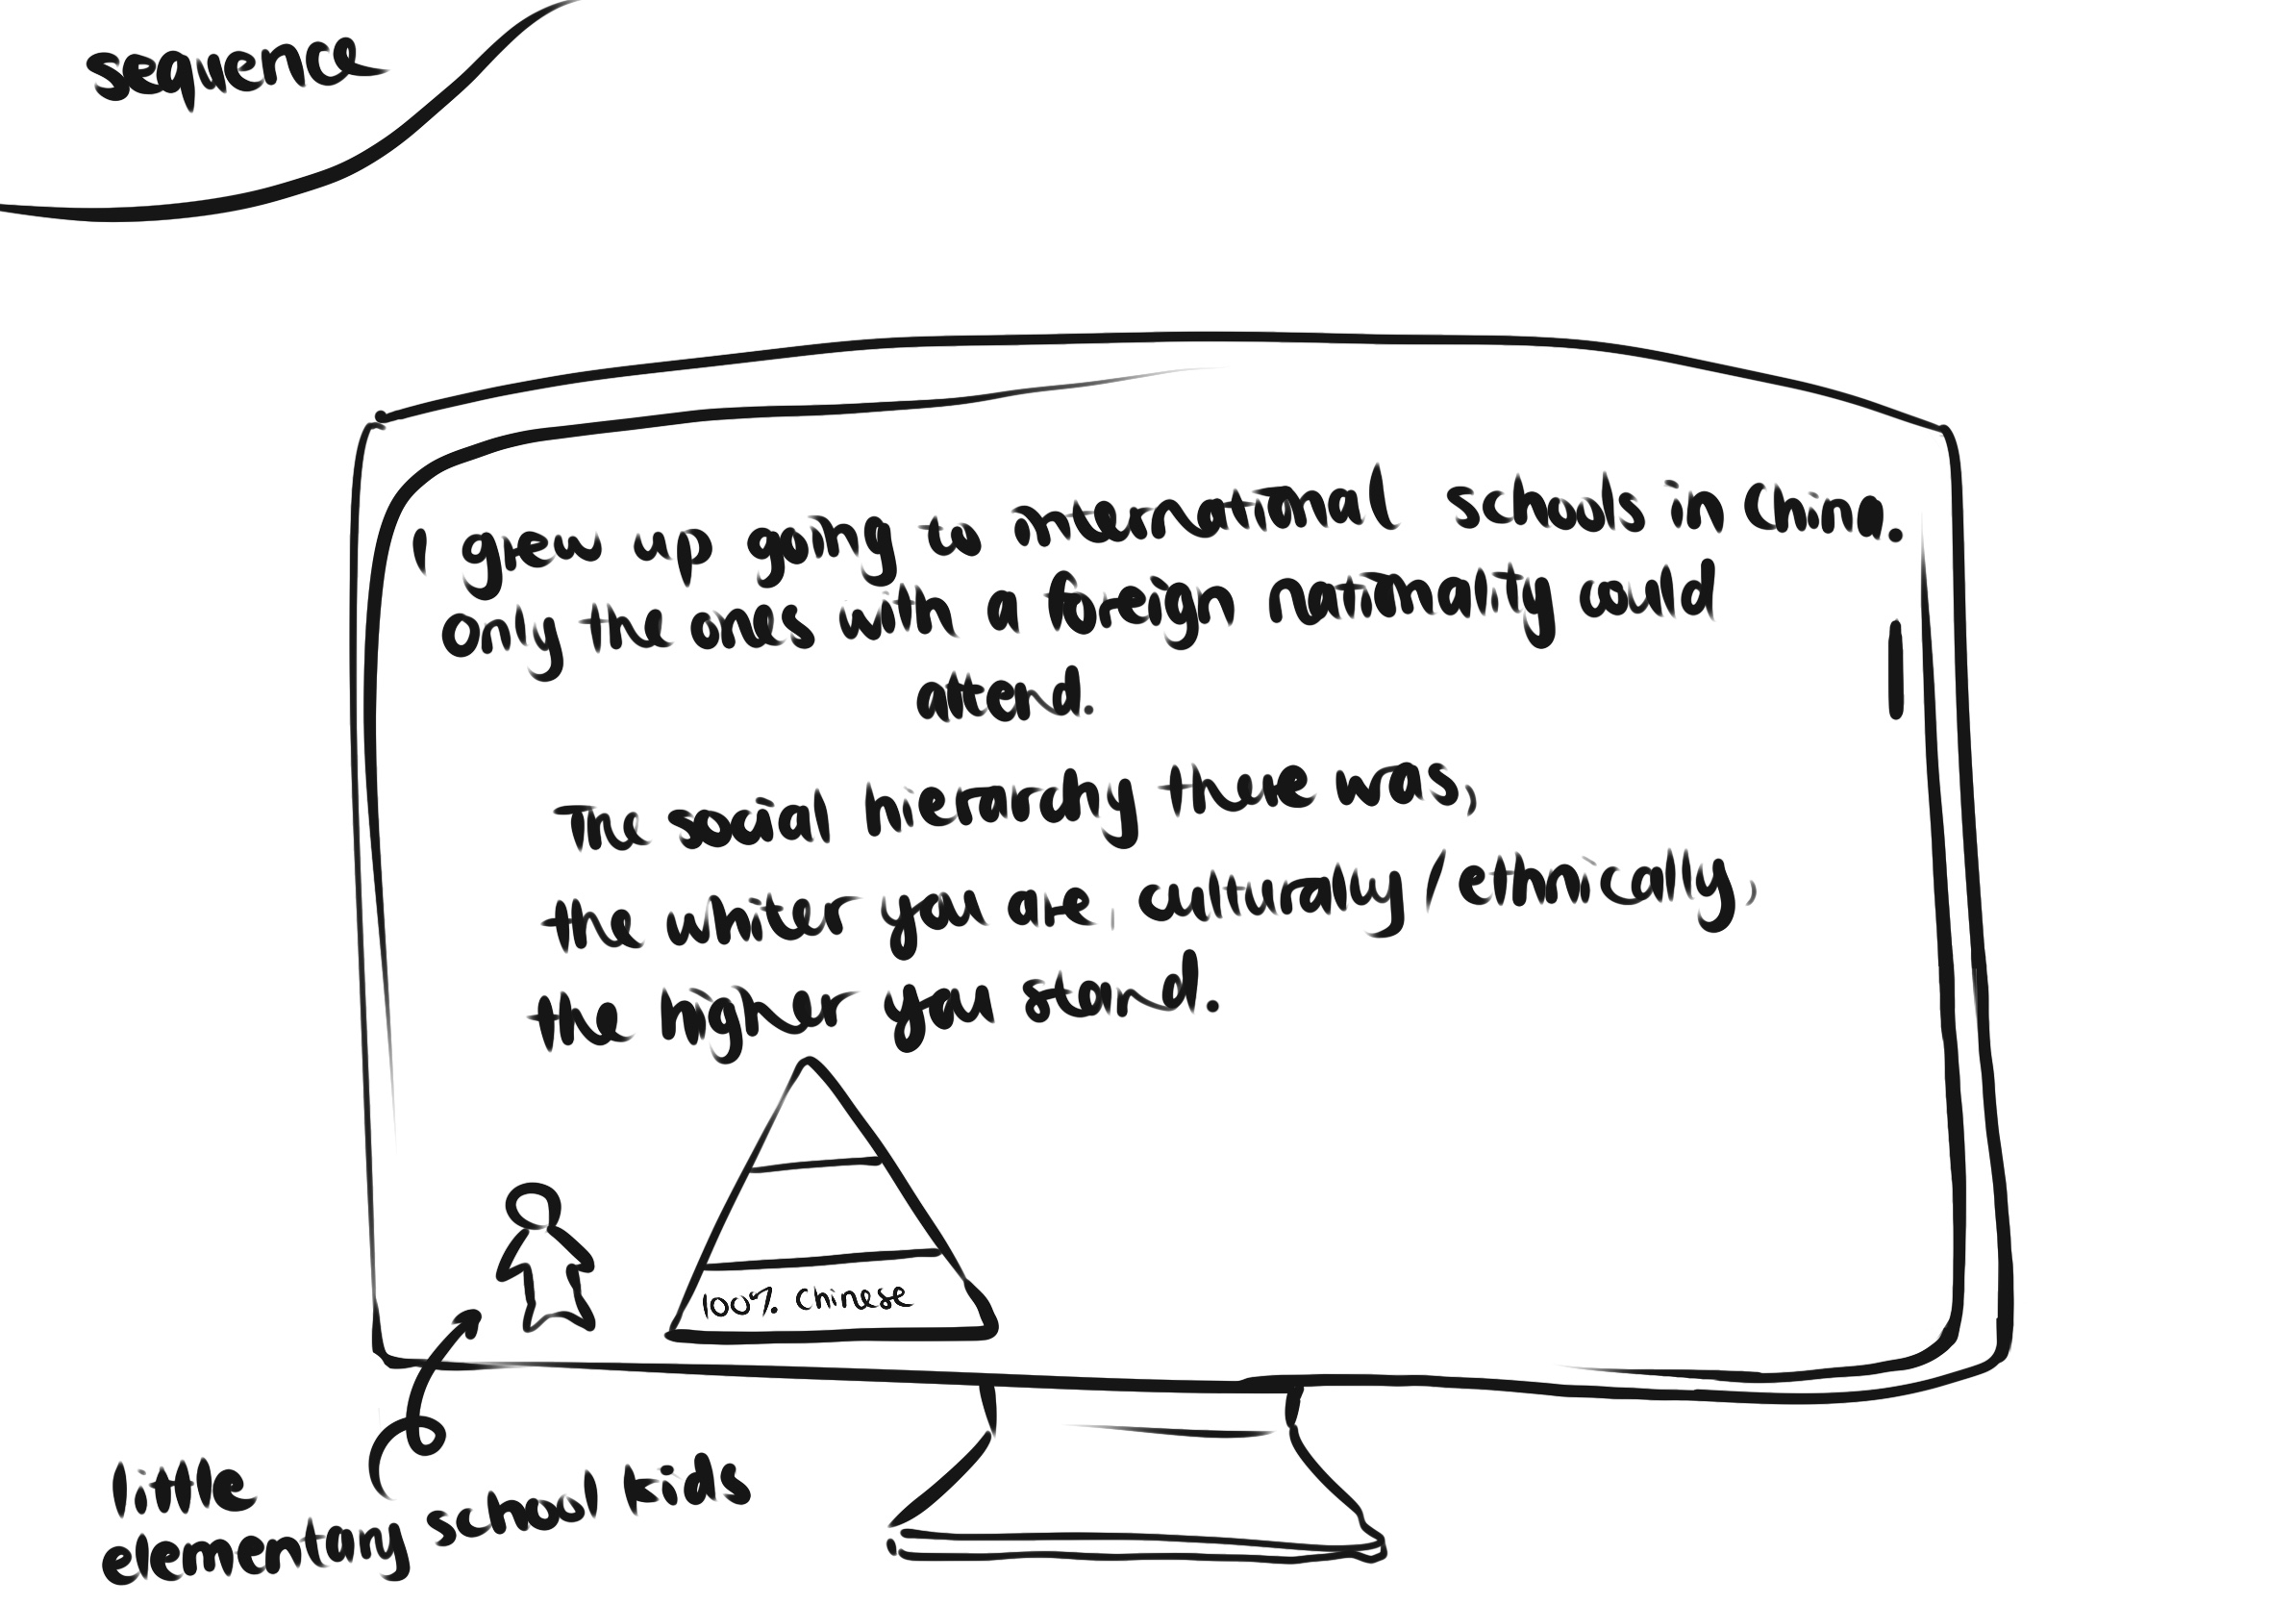 sequence
I grew up going to international schools in China.
Only the ones with a foreign nationality could
attend.
The social hierarchy there was,
the whiter you are, culturally/ethnically,
the higher you stand.
100% Chinese
little
elementary school kids